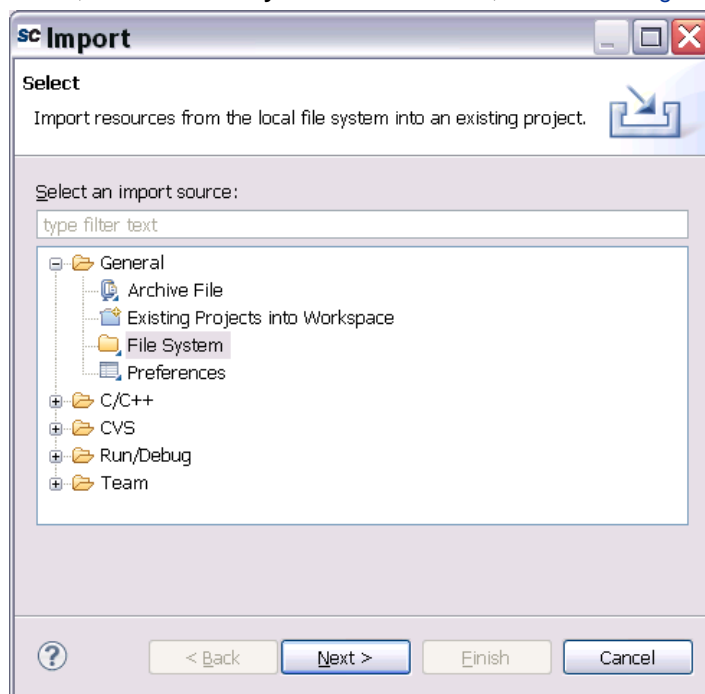 sc Import
Select
Import resources from the local file system into an existing project.
Select an import source:
type filter text
General
Archive File
Existing Projects into Workspace
File System
Preferences
C/C++
CVS
Run/Debug
Team
? < Back Next > Finish Cancel